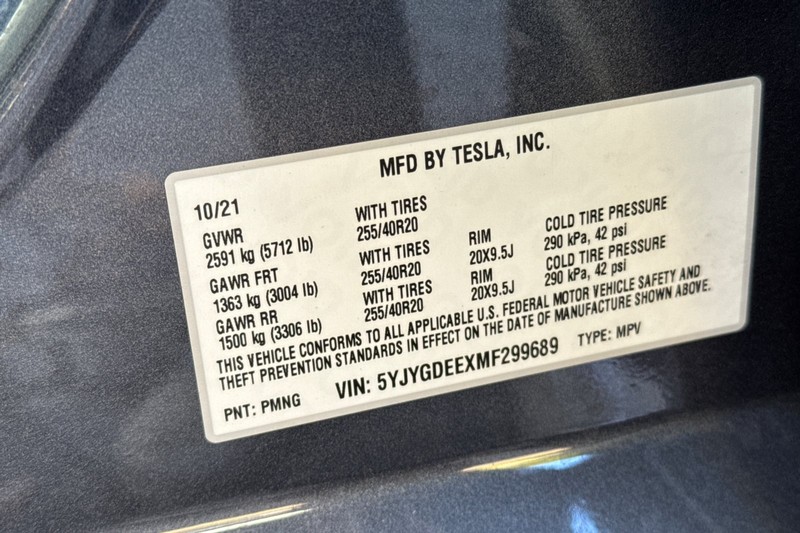 MFD BY TESLA, INC.
10/21
GVWR WITH TIRES
2591 kg (5712 lb) 255/40R20
GAWR FRT WITH TIRES RIM COLD TIRE PRESSURE
1363 kg (3004 lb) 255/40R20 20X9.5J 290 kPa, 42 psi
GAWR RR WITH TIRES RIM COLD TIRE PRESSURE
1500 kg (3306 lb) 255/40R20 20X9.5J 290 kPa, 42 psi
THIS VEHICLE CONFORMS TO ALL APPLICABLE U.S. FEDERAL MOTOR VEHICLE SAFETY AND
THEFT PREVENTION STANDARDS IN EFFECT ON THE DATE OF MANUFACTURE SHOWN ABOVE.
PNT: PMNG VIN: 5YJYGDEEXMF299689 TYPE: MPV